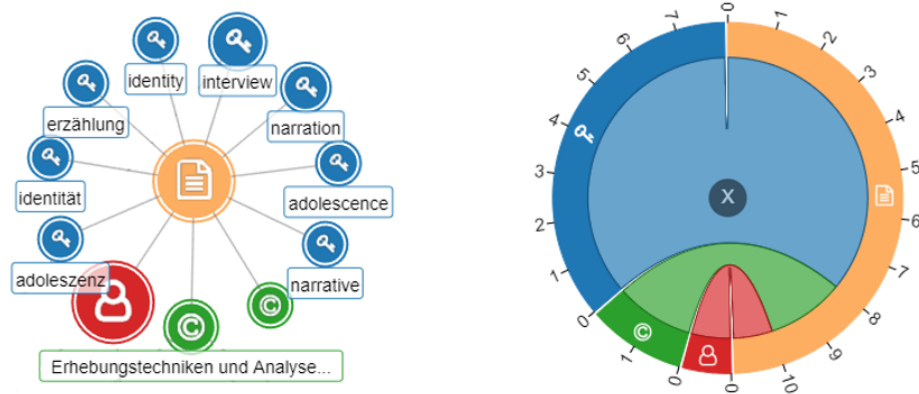 identity
interview
erzählung
narration
identität
adolescence
adoleszenz
narrative
Erhebungstechniken und Analyse...
0
1
2
3
4
5
6
7
8
9
10
0
0
1
0
1
2
3
4
5
6
7
X